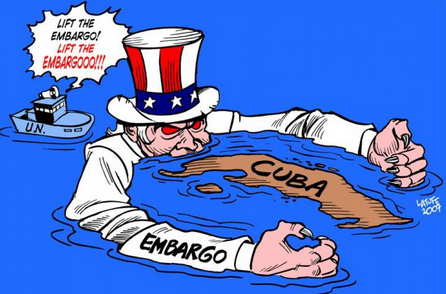 LIFT THE
EMBARGO!
LIFT THE
EMBARGOOO!!!
U.N.
CUBA
EMBARGO
LATUFF
2007